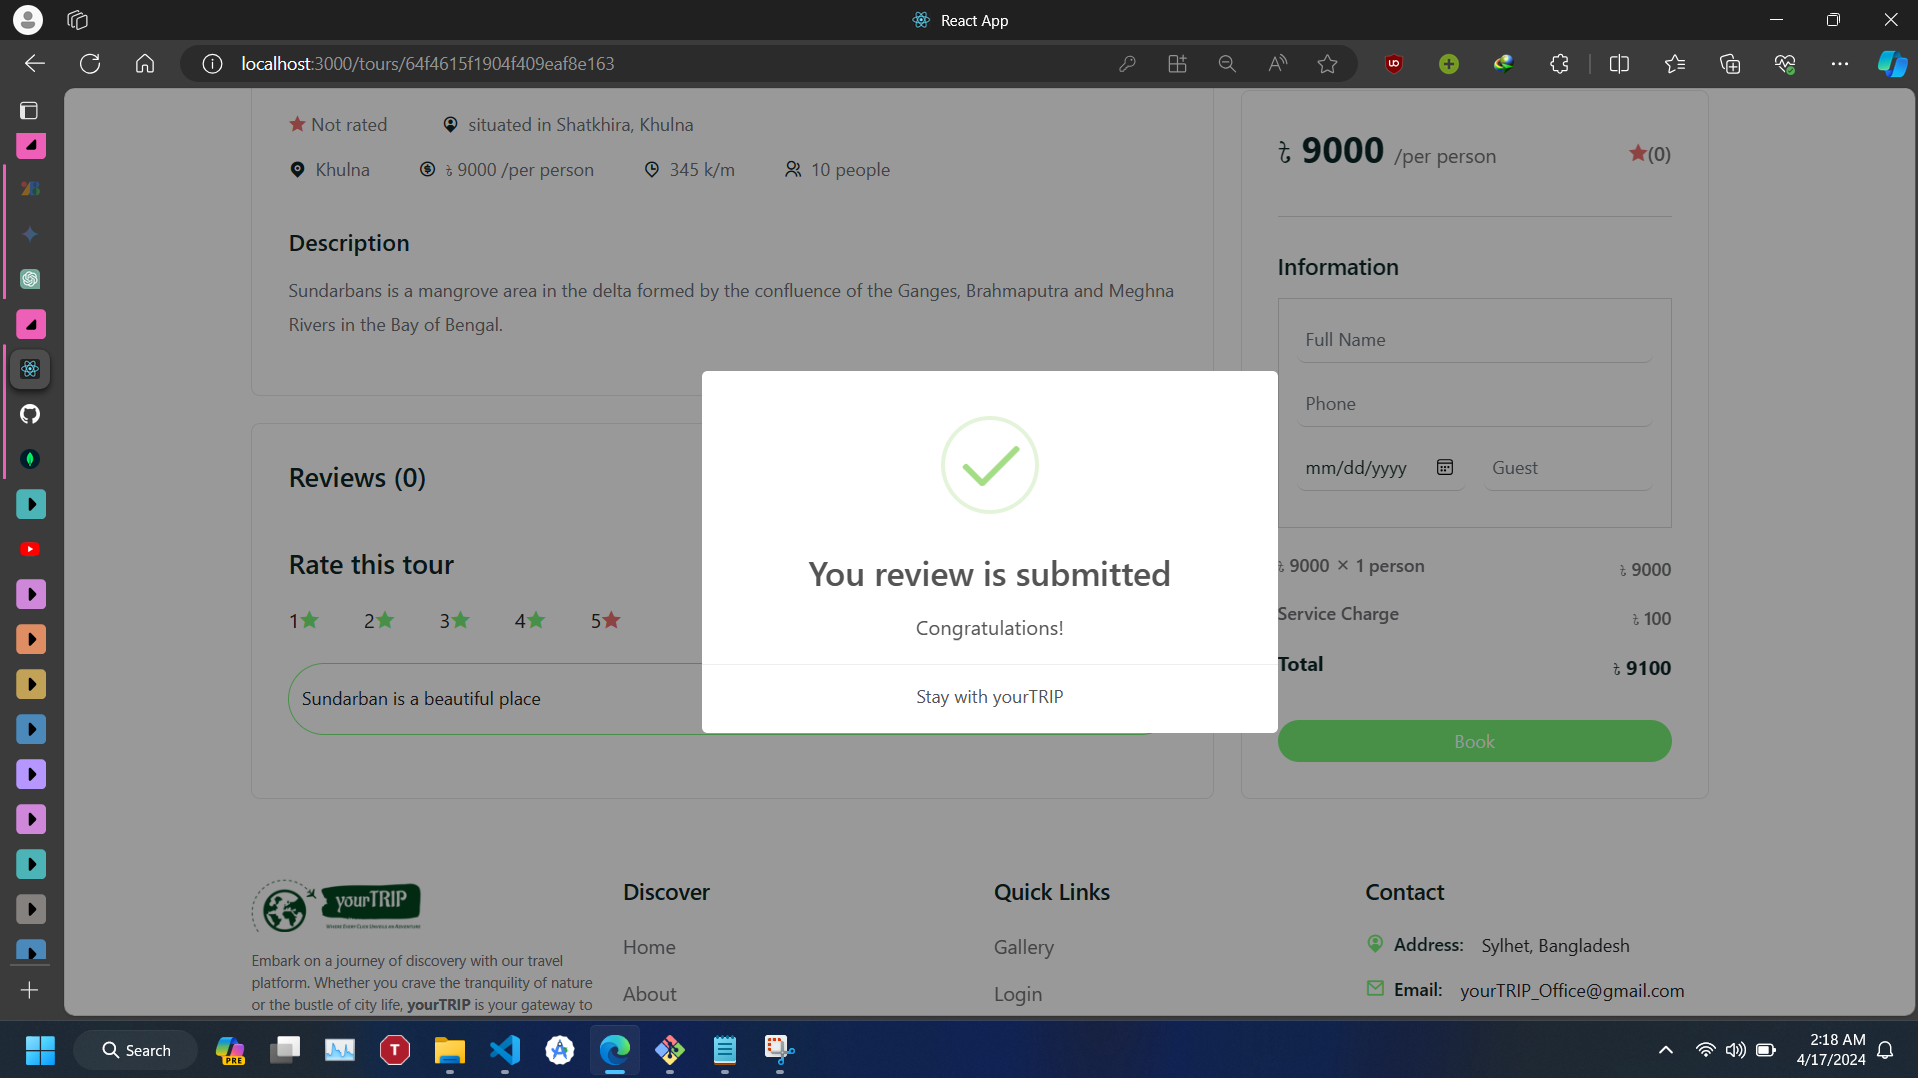 React App
localhost:3000/tours/64f4615f1904f409eaf8e163
Not rated
situated in Shatkhira, Khulna
Khulna
৳ 9000 /per person
345 k/m
10 people
Description
Sundarbans is a mangrove area in the delta formed by the confluence of the Ganges, Brahmaputra and Meghna
Rivers in the Bay of Bengal.
Reviews (0)
Rate this tour
1 2 3 4 5
Sundarban is a beautiful place
You review is submitted
Congratulations!
Stay with yourTRIP
৳ 9000 /per person
(0)
Information
Full Name
Phone
mm/dd/yyyy
Guest
৳ 9000 × 1 person
৳ 9000
Service Charge
৳ 100
Total
৳ 9100
Book
yourTRIP
Embark on a journey of discovery with our travel
platform. Whether you crave the tranquility of nature
or the bustle of city life, yourTRIP is your gateway to
Discover
Home
About
Quick Links
Gallery
Login
Contact
Address: Sylhet, Bangladesh
Email: yourTRIP_Office@gmail.com
Search
PRE
T
2:18 AM
4/17/2024